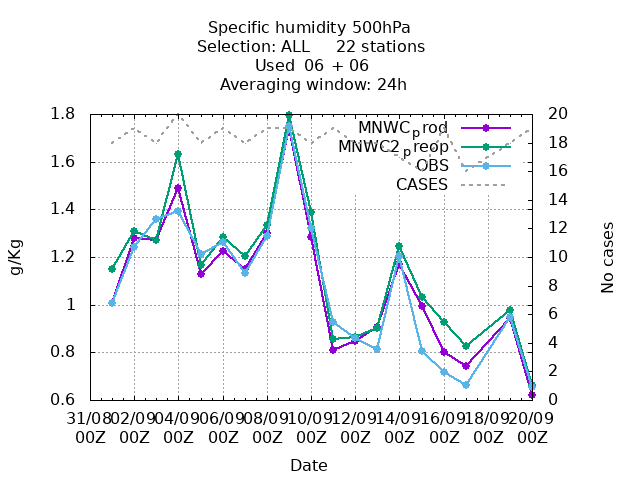 Specific humidity 500hPa
Selection: ALL 22 stations
Used 06 + 06
Averaging window: 24h
1.8
1.6
1.4
1.2
1
0.8
0.6
g/Kg
20
18
16
14
12
10
8
6
4
2
0
No cases
MNWC_prod
MNWC2_preop
OBS
CASES
31/08 02/09 04/09 06/09 08/09 10/09 12/09 14/09 16/09 18/09 20/09
00Z 00Z 00Z 00Z 00Z 00Z 00Z 00Z 00Z 00Z 00Z
Date